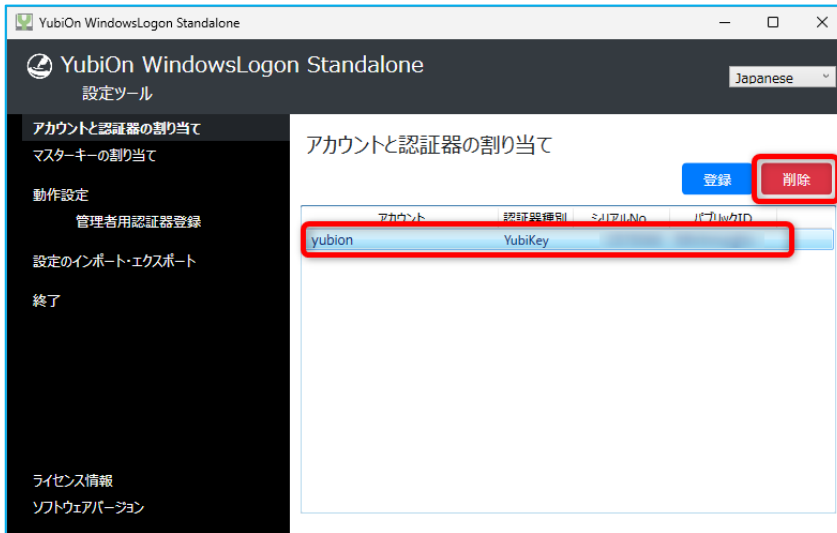 YubiOn WindowsLogon Standalone
YubiOn WindowsLogon Standalone
設定ツール
Japanese
アカウントと認証器の割り当て
マスターキーの割り当て
動作設定
管理者用認証器登録
設定のインポート・エクスポート
終了
ライセンス情報
ソフトウェアバージョン
アカウントと認証器の割り当て
登録 削除
アカウント 認証器種別 シリアルNo パブリックID
yubion YubiKey